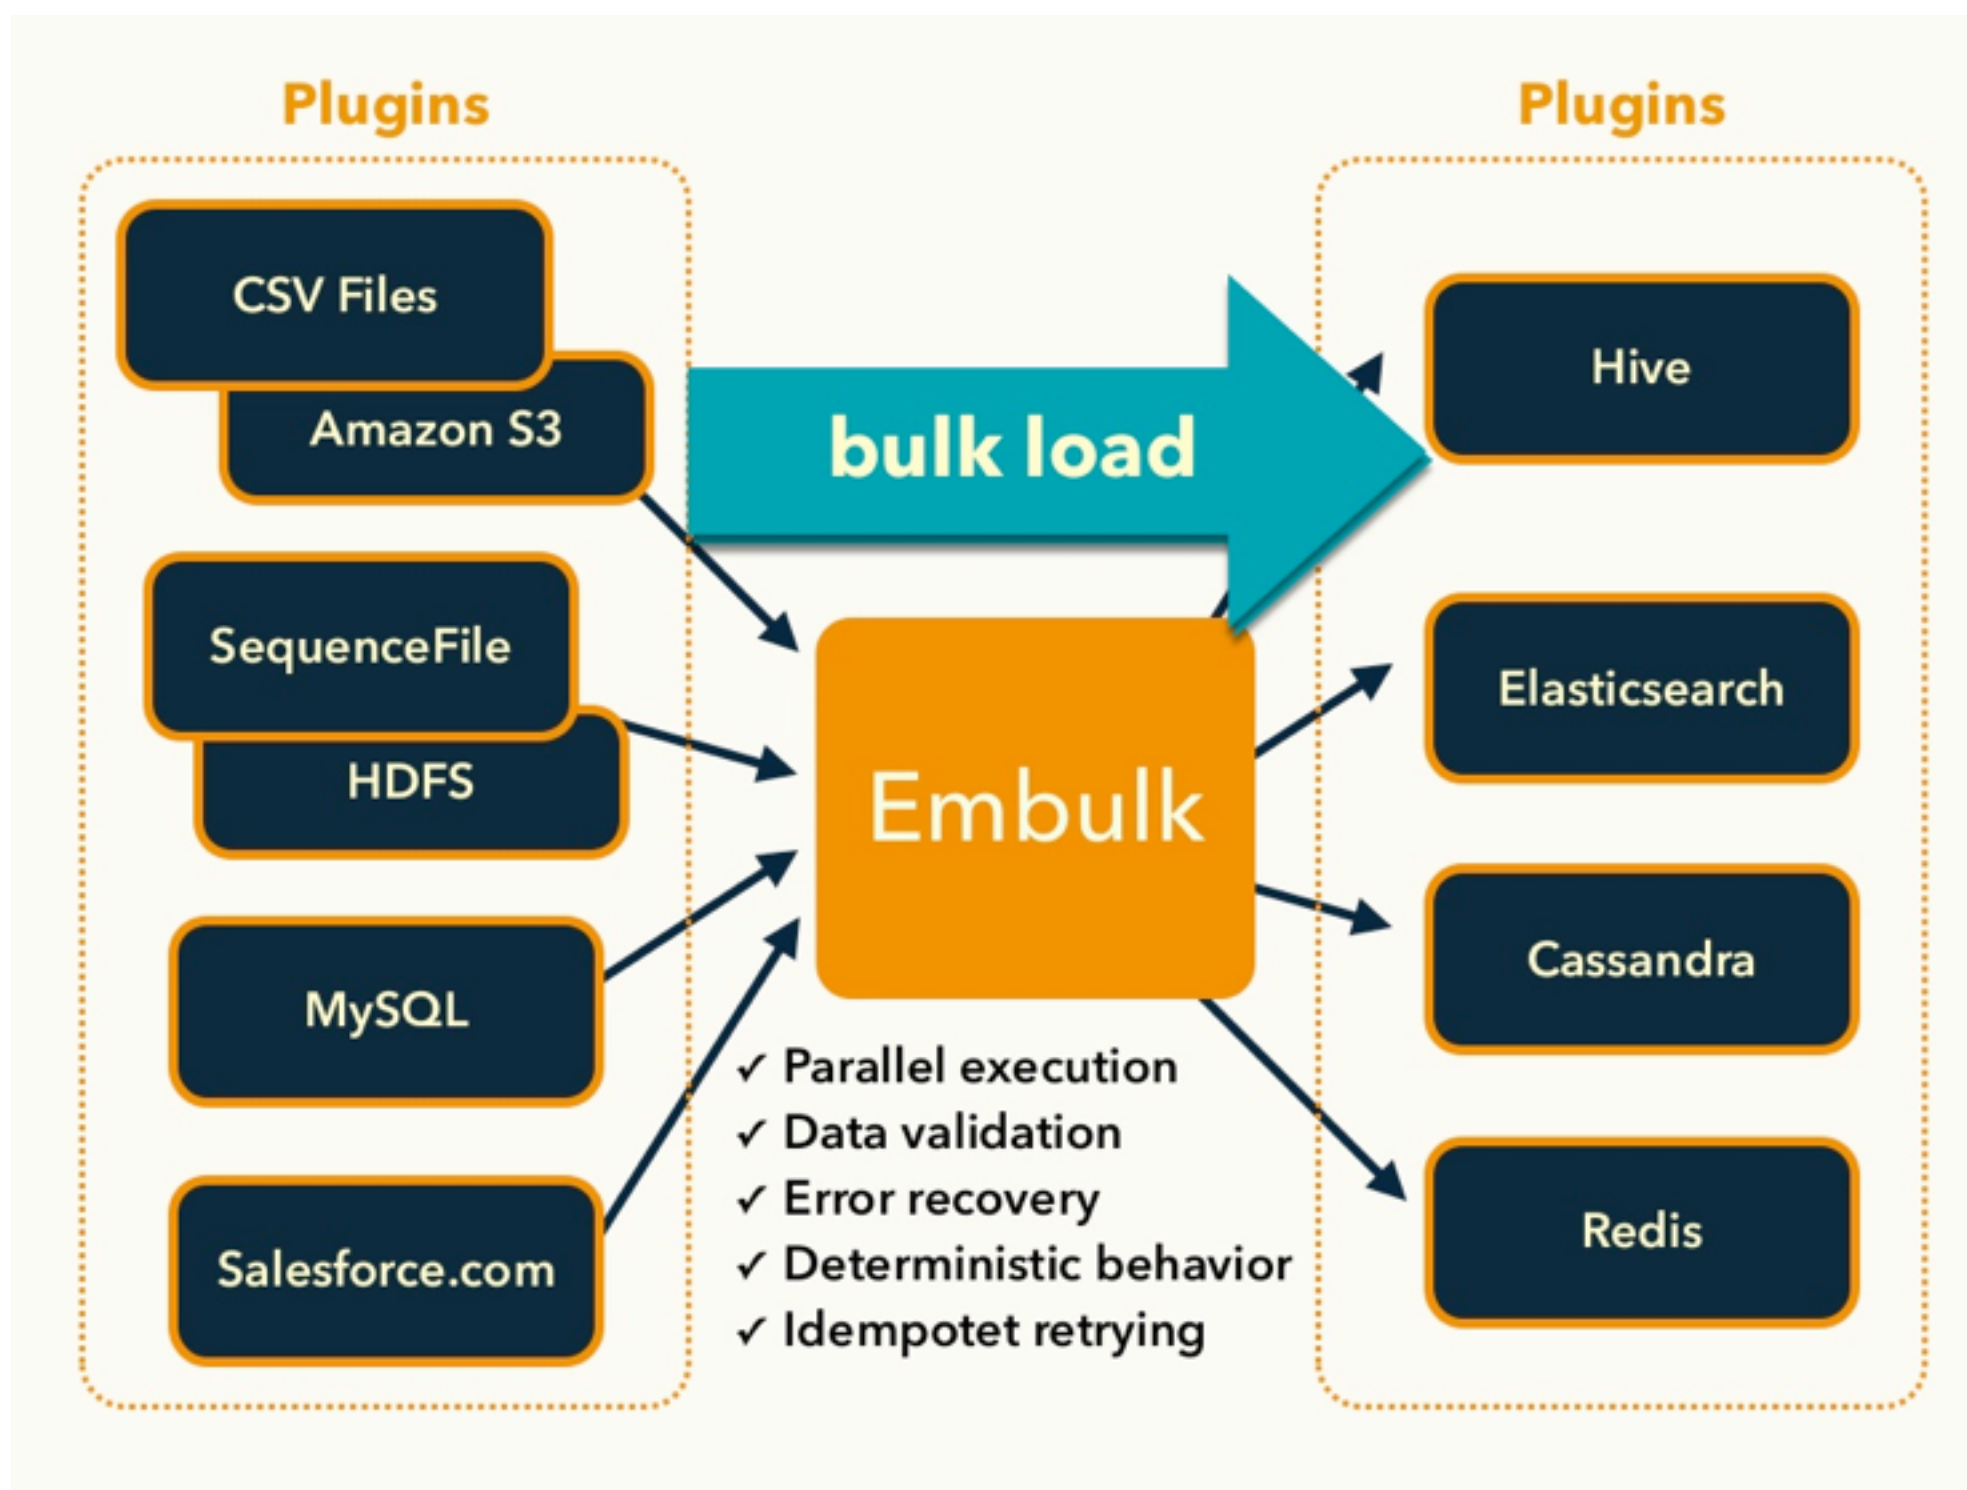 Plugins
CSV Files
Amazon S3
SequenceFile
HDFS
MySQL
Salesforce.com
bulk load
Embulk
✓ Parallel execution
✓ Data validation
✓ Error recovery
✓ Deterministic behavior
✓ Idempotet retrying
Plugins
Hive
Elasticsearch
Cassandra
Redis